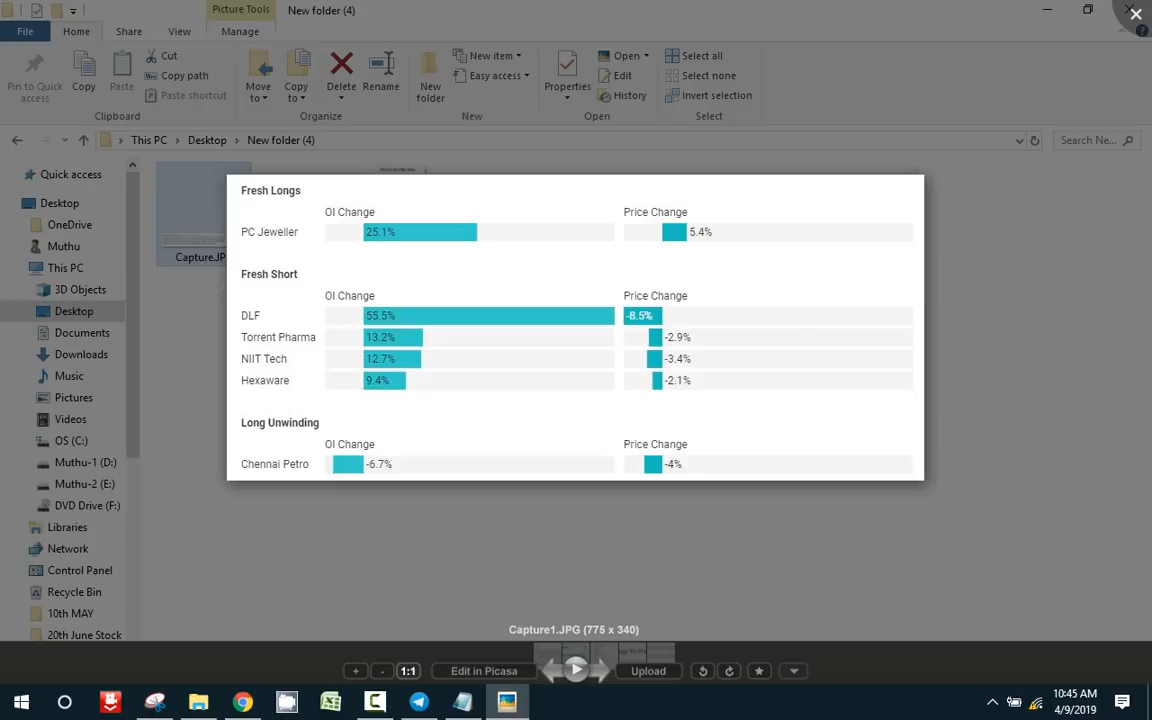 Picture Tools
New folder (4)
File
Home
Share
View
Manage
Pin to Quick access
Copy
Paste
Cut
Copy path
Paste shortcut
Clipboard
Move to
Copy to
Delete
Rename
Organize
New folder
New item
Easy access
New
Properties
Open
Edit
History
Open
Select all
Select none
Invert selection
Select
This PC
Desktop
New folder (4)
Search Ne...
Quick access
Desktop
OneDrive
Muthu
This PC
3D Objects
Desktop
Documents
Downloads
Music
Pictures
Videos
OS (C:)
Muthu-1 (D:)
Muthu-2 (E:)
DVD Drive (F:)
Libraries
Network
Control Panel
Recycle Bin
10th MAY
20th June Stock
Capture.JP
Fresh Longs
OI Change Price Change
PC Jeweller 25.1% 5.4%
Fresh Short
OI Change Price Change
DLF 55.5% -8.5%
Torrent Pharma 13.2% -2.9%
NIIT Tech 12.7% -3.4%
Hexaware 9.4% -2.1%
Long Unwinding
OI Change Price Change
Chennai Petro -6.7% -4%
Capture1.JPG (775 x 340)
+ - 1:1 Edit in Picasa Upload
10:45 AM
4/9/2019